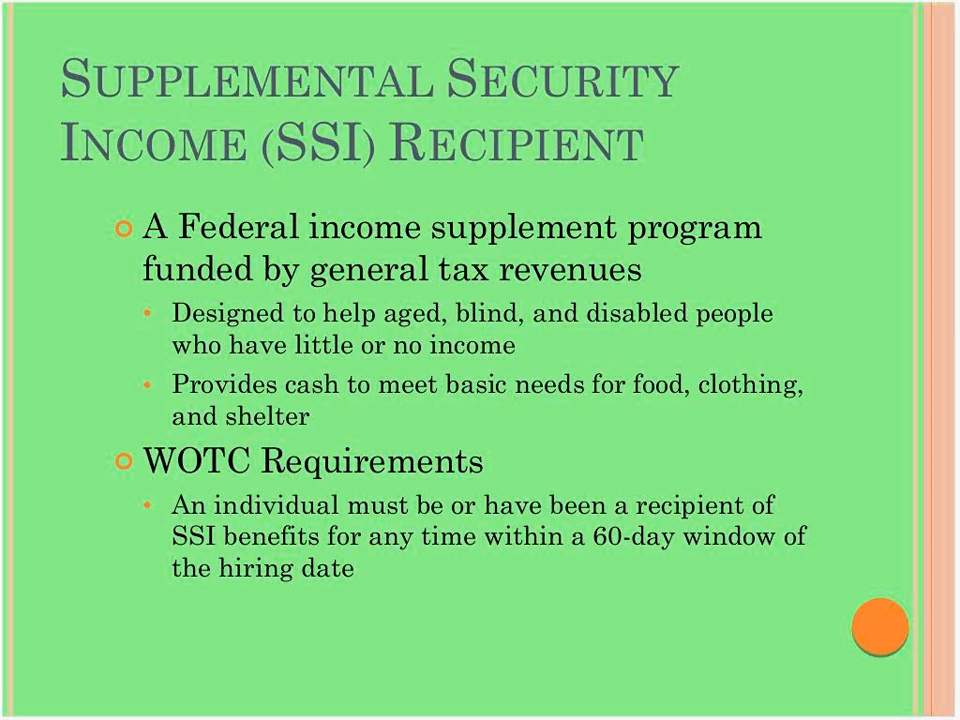 SUPPLEMENTAL SECURITY
INCOME (SSI) RECIPIENT
A Federal income supplement program
funded by general tax revenues
• Designed to help aged, blind, and disabled people
who have little or no income
• Provides cash to meet basic needs for food, clothing,
and shelter
WOTC Requirements
• An individual must be or have been a recipient of
SSI benefits for any time within a 60-day window of
the hiring date